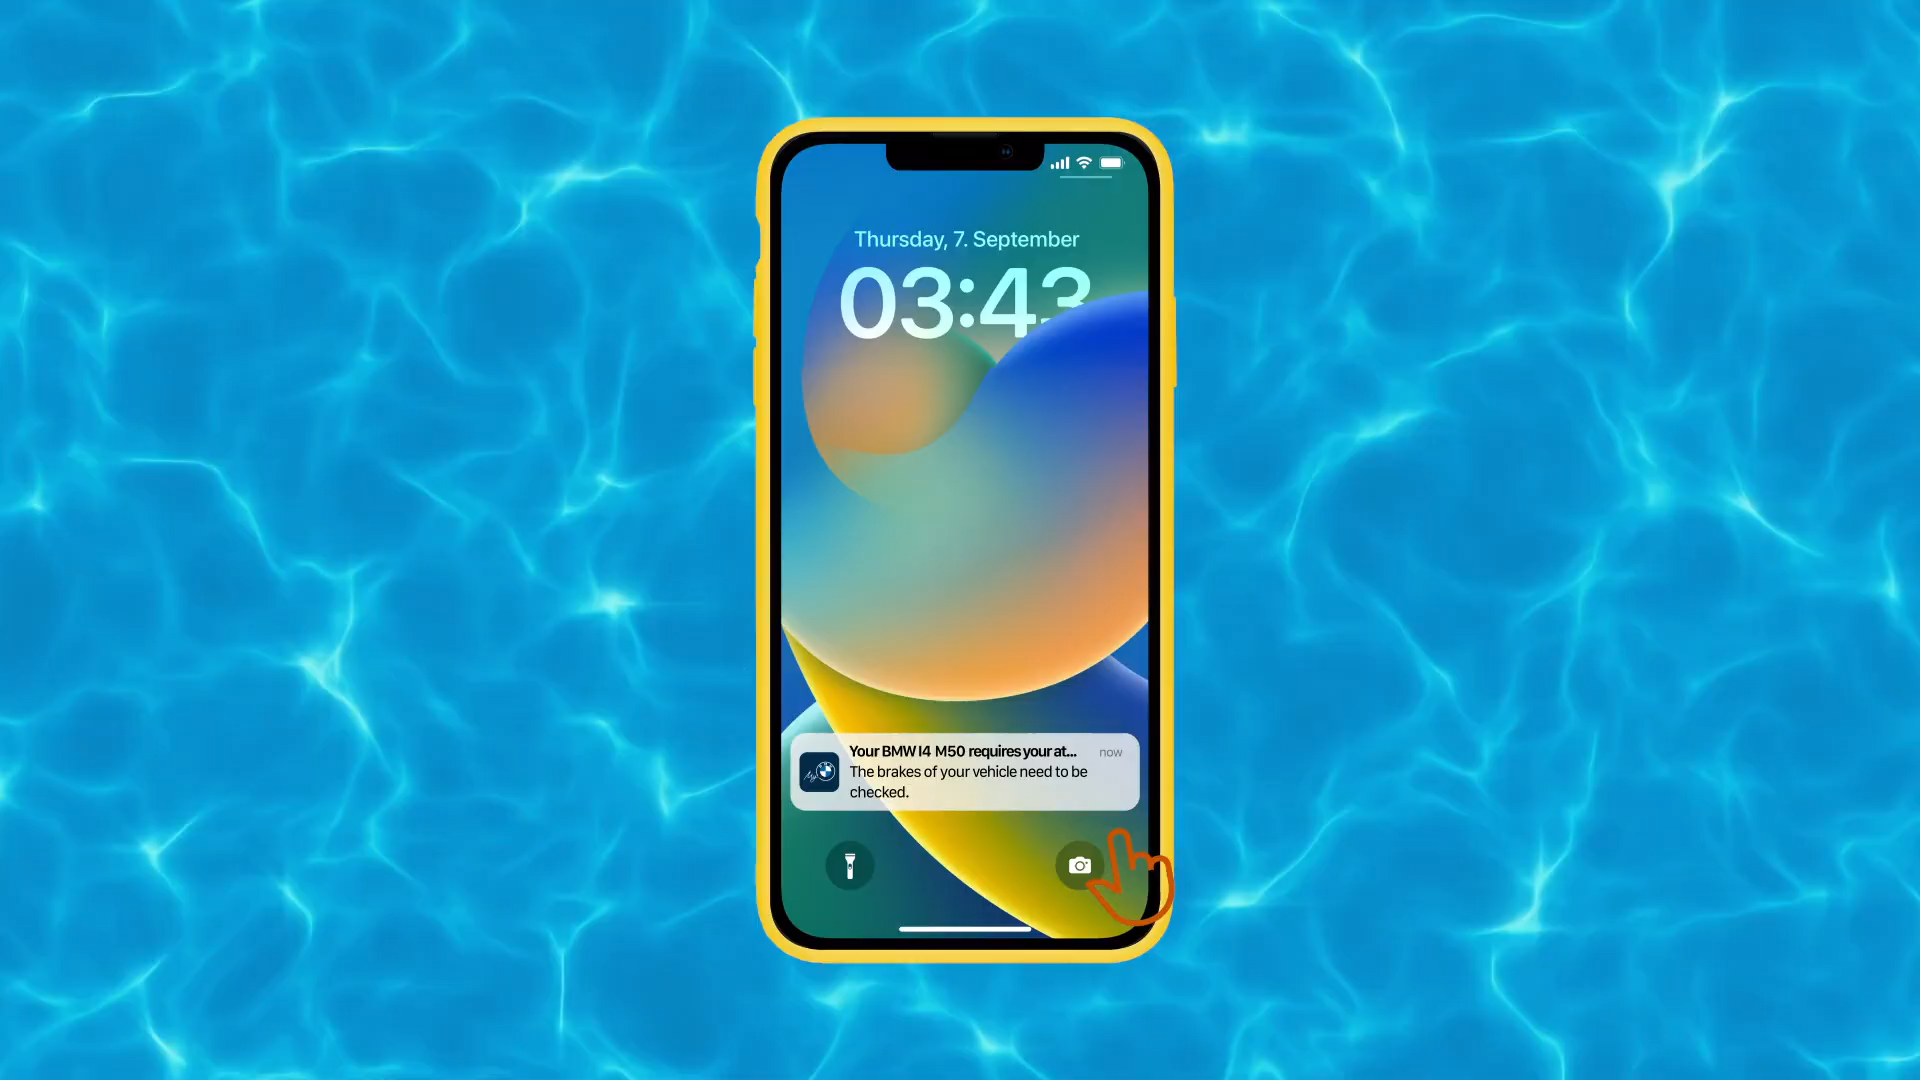 Thursday, 7. September
03:43
Your BMW I4 M50 requires your at...
now
The brakes of your vehicle need to be
checked.
My